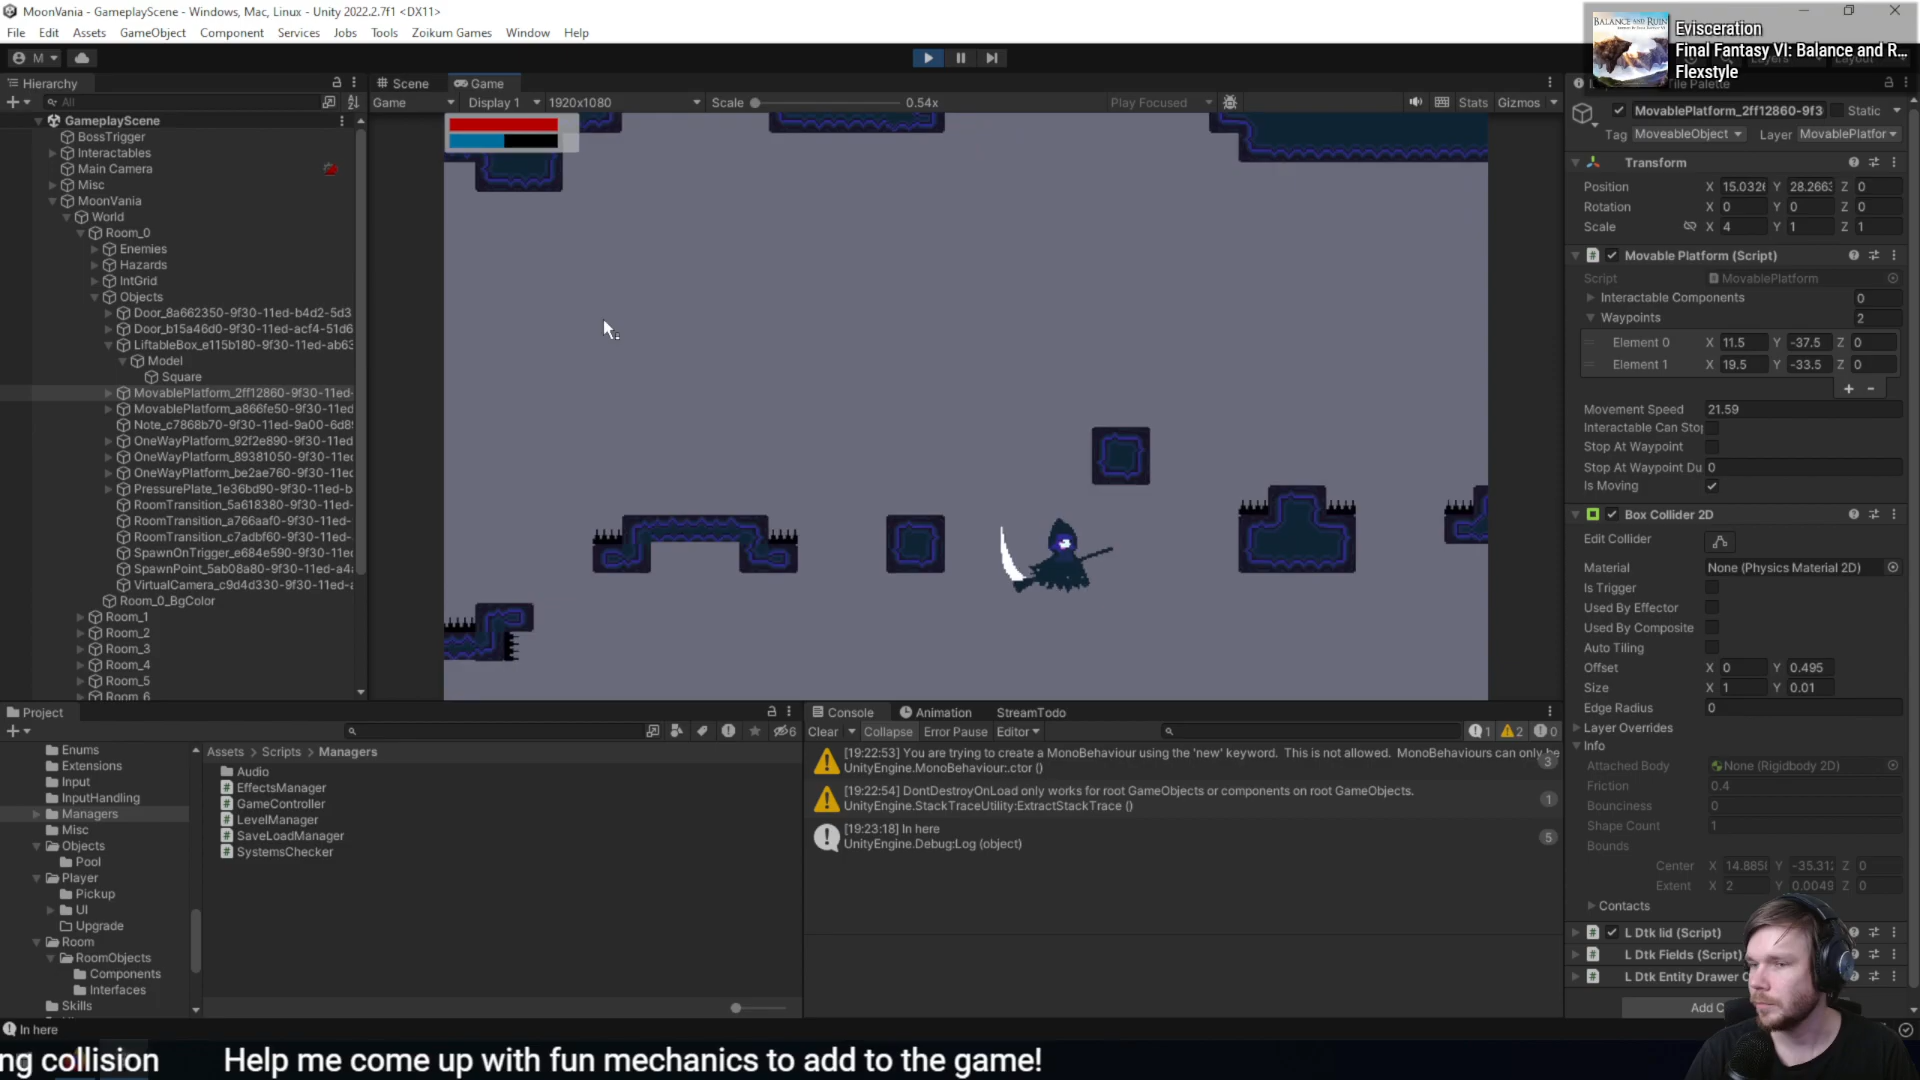 MoonVania - GameplayScene - Windows, Mac, Linux - Unity 2022.2.7f1 <DX11>
File Edit Assets GameObject Component Services Jobs Tools Zoikum Games Window Help
BALANCE AND RUIN
Evisceration
Final Fantasy VI: Balance and R...
Flexstyle
M
Hierarchy
All
GameplayScene
BossTrigger
Interactables
Main Camera
Misc
MoonVania
World
Room_0
Enemies
Hazards
IntGrid
Objects
Door_8a662350-9f30-11ed-b4d2-5d3
Door_b15a46d0-9f30-11ed-acf4-51d6
LiftableBox_e115b180-9f30-11ed-ab63
Model
Square
MovablePlatform_2ff12860-9f30-11ed-
MovablePlatform_a866fe50-9f30-11ed
Note_c7868b70-9f30-11ed-9a00-6d8
OneWayPlatform_92f2e890-9f30-11ed
OneWayPlatform_89381050-9f30-11ed
OneWayPlatform_be2ae760-9f30-11ed
PressurePlate_1e36bd90-9f30-11ed-b
RoomTransition_5a618380-9f30-11ed-
RoomTransition_a766aaf0-9f30-11ed-
RoomTransition_c7adbf60-9f30-11ed-
SpawnOnTrigger_e684e590-9f30-11ed
SpawnPoint_5ab08a80-9f30-11ed-a4
VirtualCamera_c9d4d330-9f30-11ed-a
Room_0_BgColor
Room_1
Room_2
Room_3
Room_4
Room_5
Room_6
Scene Game
Game Display 1 1920x1080 Scale 0.54x Play Focused Stats Gizmos
MovablePlatform_2ff12860-9f3 Static
Tag MoveableObject Layer MovablePlatfor
Transform
Position X 15.032 Y 28.266 Z 0
Rotation X 0 Y 0 Z 0
Scale X 4 Y 1 Z 1
Movable Platform (Script)
Script MovablePlatform
Interactable Components 0
Waypoints 2
Element 0 X 11.5 Y -37.5 Z 0
Element 1 X 19.5 Y -33.5 Z 0
Movement Speed 21.59
Interactable Can Stop
Stop At Waypoint
Stop At Waypoint Du 0
Is Moving
Box Collider 2D
Edit Collider
Material None (Physics Material 2D)
Is Trigger
Used By Effector
Used By Composite
Auto Tiling
Offset X 0 Y 0.495
Size X 1 Y 0.01
Edge Radius 0
Layer Overrides
Info
Attached Body None (Rigidbody 2D)
Friction 0.4
Bounciness 0
Shape Count 1
Bounds
Center X 14.885 Y -35.31 Z 0
Extent X 2 Y 0.0049 Z 0
Contacts
L Dtk Iid (Script)
L Dtk Fields (Script)
L Dtk Entity Drawer
Add
Project
6
Enums
Extensions
Input
InputHandling
Managers
Misc
Objects
Pool
Player
Pickup
UI
Upgrade
Room
RoomObjects
Components
Interfaces
Skills
Assets > Scripts > Managers
Audio
EffectsManager
GameController
LevelManager
SaveLoadManager
SystemsChecker
Console Animation StreamTodo
Clear Collapse Error Pause Editor 1 2 0
[19:22:53] You are trying to create a MonoBehaviour using the 'new' keyword. This is not allowed. MonoBehaviours can only be
UnityEngine.MonoBehaviour:.ctor ()
3
[19:22:54] DontDestroyOnLoad only works for root GameObjects or components on root GameObjects.
UnityEngine.StackTraceUtility:ExtractStackTrace ()
1
[19:23:18] In here
UnityEngine.Debug:Log (object)
5
In here
ng collision Help me come up with fun mechanics to add to the game!